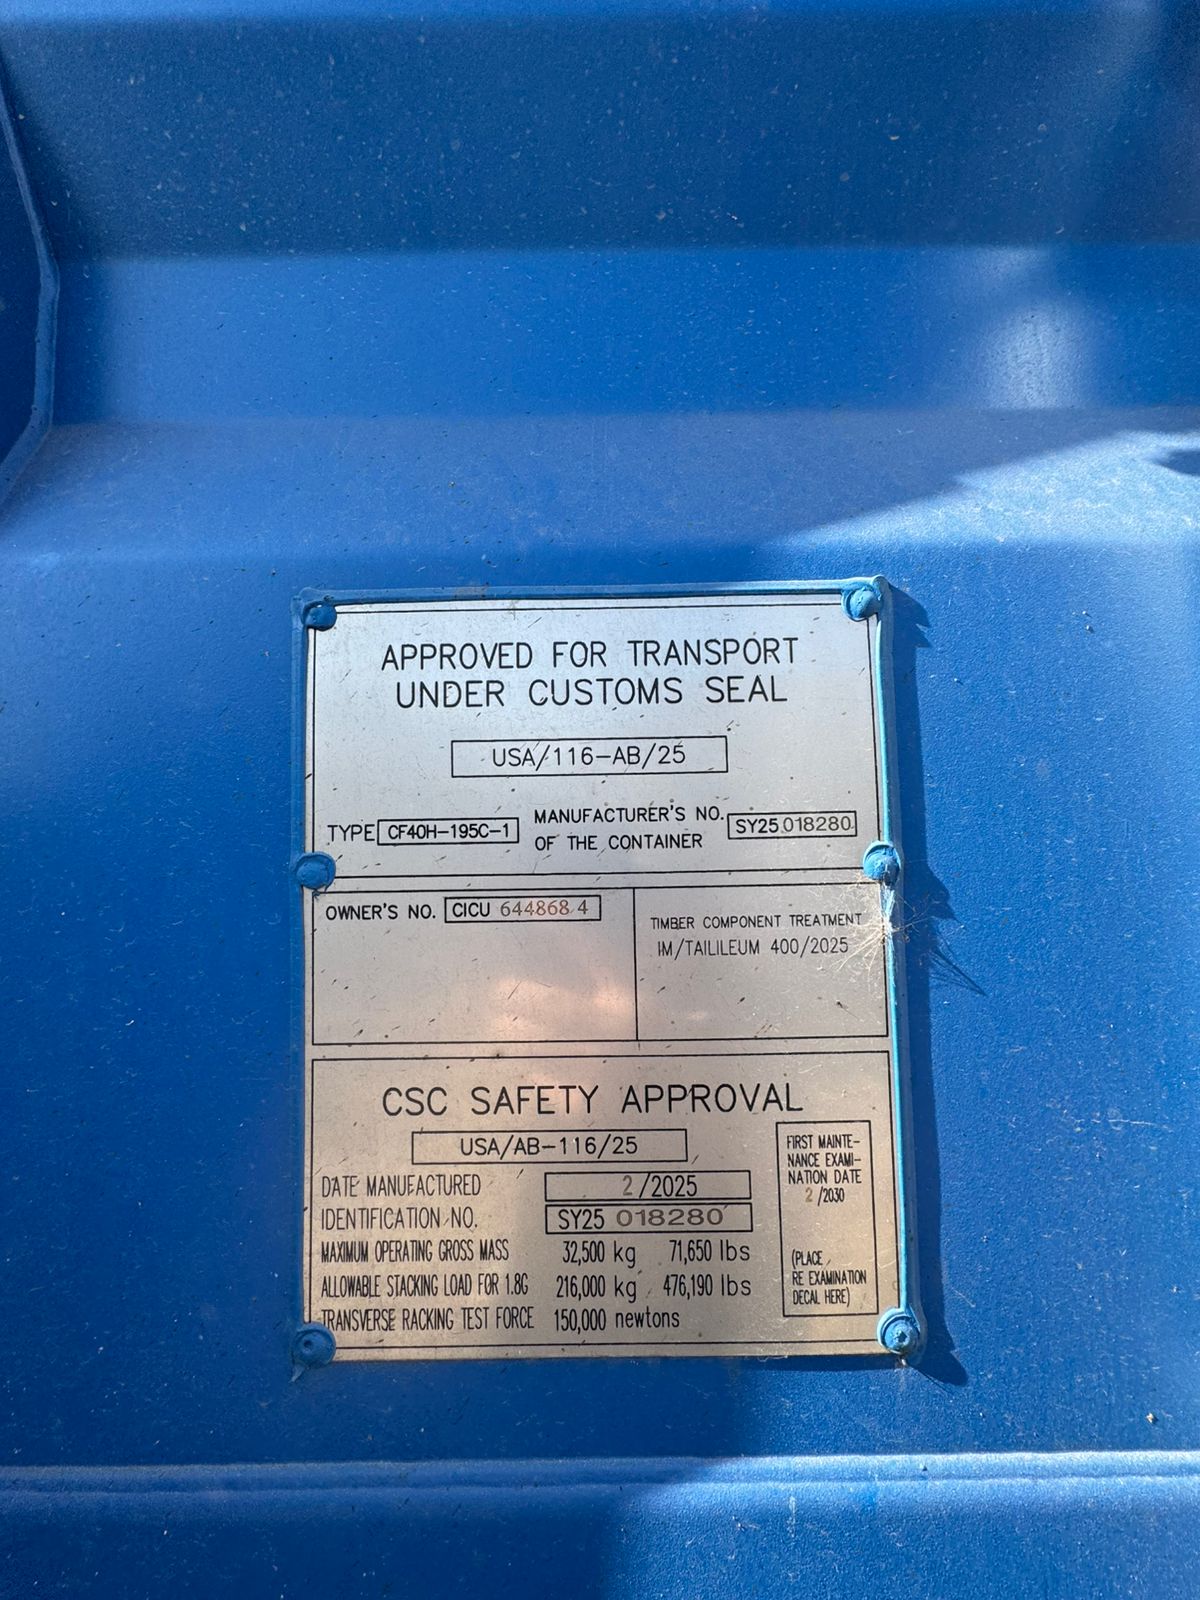 APPROVED FOR TRANSPORT
UNDER CUSTOMS SEAL
USA/116-AB/25
TYPE CF40H-195C-1
MANUFACTURER'S NO.
OF THE CONTAINER
SY25 018280
OWNER'S NO. CICU 644868 4
TIMBER COMPONENT TREATMENT
IM/TAILILEUM 400/2025
CSC SAFETY APPROVAL
USA/AB-116/25
DATE MANUFACTURED 2/2025
IDENTIFICATION NO. SY25 018280
MAXIMUM OPERATING GROSS MASS 32,500 kg 71,650 lbs
ALLOWABLE STACKING LOAD FOR 1.8G 216,000 kg 476,190 lbs
TRANSVERSE RACKING TEST FORCE 150,000 newtons
FIRST MAINTE-
NANCE EXAMI-
NATION DATE
2/2030
(PLACE
RE EXAMINATION
DECAL HERE)